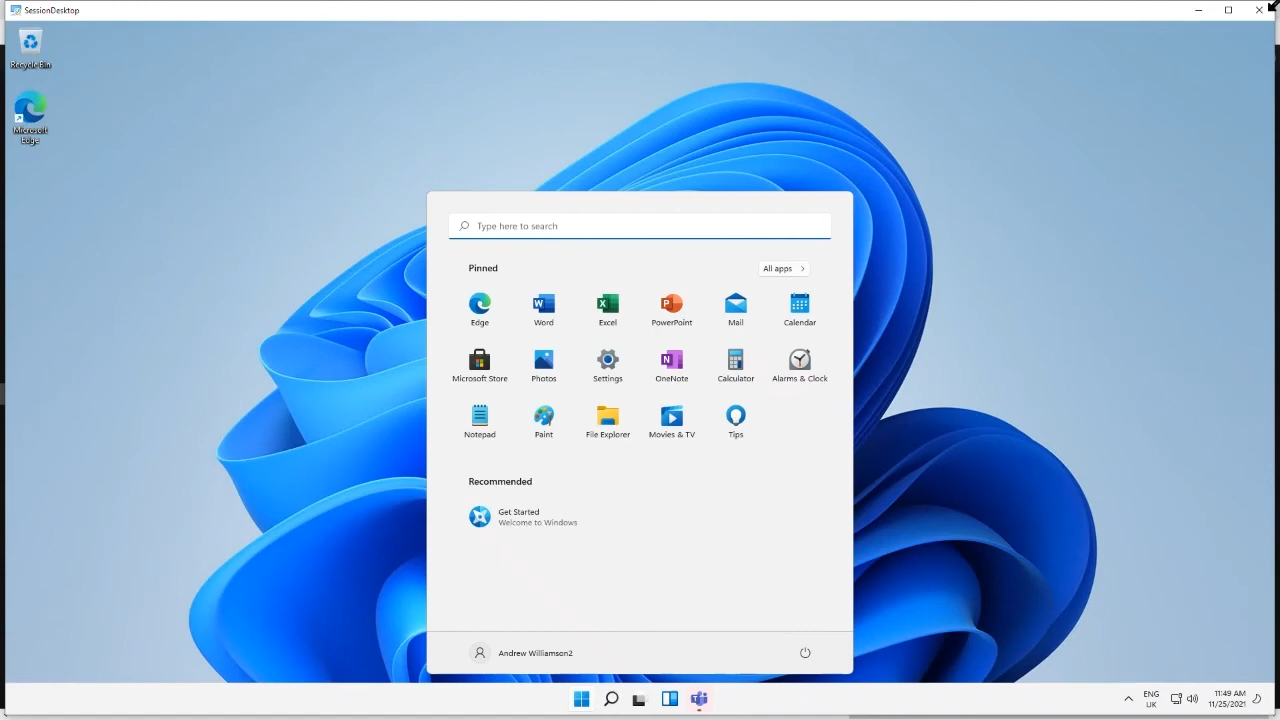 SessionDesktop
Recycle Bin
Microsoft
Edge
Type here to search
Pinned
All apps
Edge
Word
Excel
PowerPoint
Mail
Calendar
Microsoft Store
Photos
Settings
OneNote
Calculator
Alarms & Clock
Notepad
Paint
File Explorer
Movies & TV
Tips
Recommended
Get Started
Welcome to Windows
Andrew Williamson2
ENG
UK
11:49 AM
11/25/2021